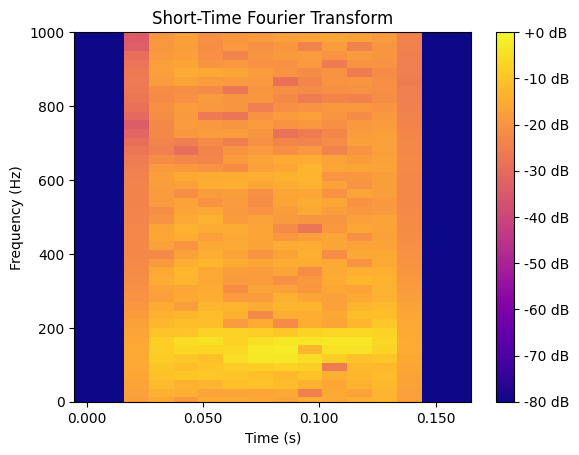 Short-Time Fourier Transform
1000
800
600
400
200
0
Frequency (Hz)
0.000
0.050
0.100
0.150
Time (s)
+0 dB
-10 dB
-20 dB
-30 dB
-40 dB
-50 dB
-60 dB
-70 dB
-80 dB